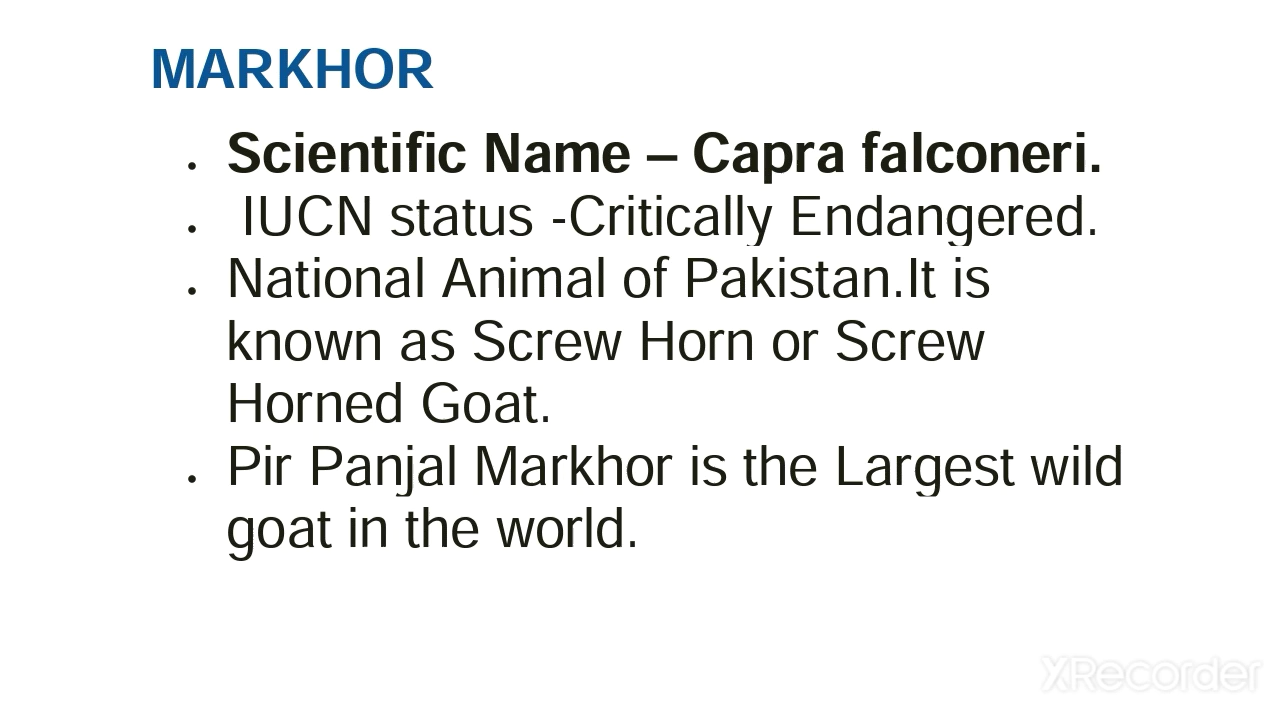 MARKHOR
. Scientific Name – Capra falconeri.
. IUCN status -Critically Endangered.
. National Animal of Pakistan.It is
known as Screw Horn or Screw
Horned Goat.
. Pir Panjal Markhor is the Largest wild
goat in the world.
XRecorder